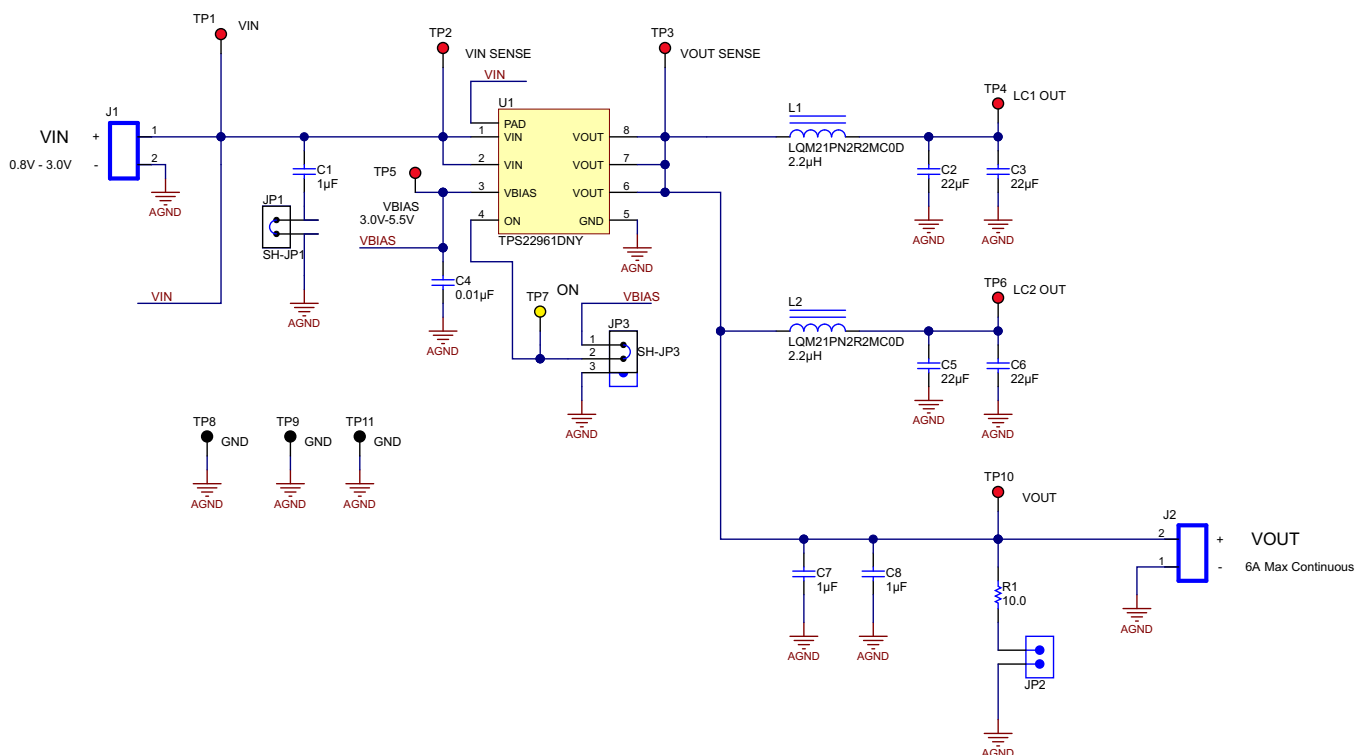 TP1
VIN
J1
VIN
+
1
0.8V - 3.0V
-
2
AGND
C1
1µF
JP1
SH-JP1
AGND
VIN
TP2
VIN SENSE
VIN
U1
PAD
1
VIN
2
VIN
3
VBIAS
4
ON
VOUT
8
VOUT
7
VOUT
6
GND
5
TPS22961DNY
AGND
TP5
VBIAS
3.0V-5.5V
VBIAS
C4
0.01µF
AGND
TP7
ON
VBIAS
JP3
1
2
3
SH-JP3
AGND
TP3
VOUT SENSE
L1
LQM21PN2R2MC0D
2.2µH
TP4
LC1 OUT
C2
22µF
AGND
C3
22µF
AGND
L2
LQM21PN2R2MC0D
2.2µH
TP6
LC2 OUT
C5
22µF
AGND
C6
22µF
AGND
TP8
GND
AGND
TP9
GND
AGND
TP11
GND
AGND
TP10
VOUT
C7
1µF
AGND
C8
1µF
AGND
R1
10.0
JP2
AGND
J2
2
+
VOUT
1
-
6A Max Continuous
AGND